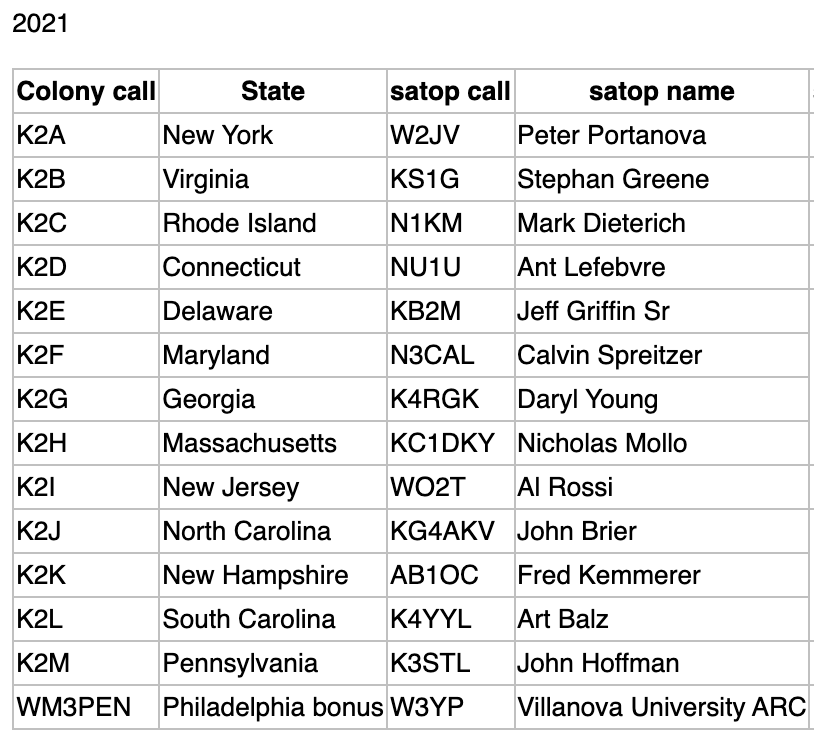 2021
Colony call State satop call satop name
K2A New York W2JV Peter Portanova
K2B Virginia KS1G Stephan Greene
K2C Rhode Island N1KM Mark Dieterich
K2D Connecticut NU1U Ant Lefebvre
K2E Delaware KB2M Jeff Griffin Sr
K2F Maryland N3CAL Calvin Spreitzer
K2G Georgia K4RGK Daryl Young
K2H Massachusetts KC1DKY Nicholas Mollo
K2I New Jersey WO2T Al Rossi
K2J North Carolina KG4AKV John Brier
K2K New Hampshire AB1OC Fred Kemmerer
K2L South Carolina K4YYL Art Balz
K2M Pennsylvania K3STL John Hoffman
WM3PEN Philadelphia bonus W3YP Villanova University ARC